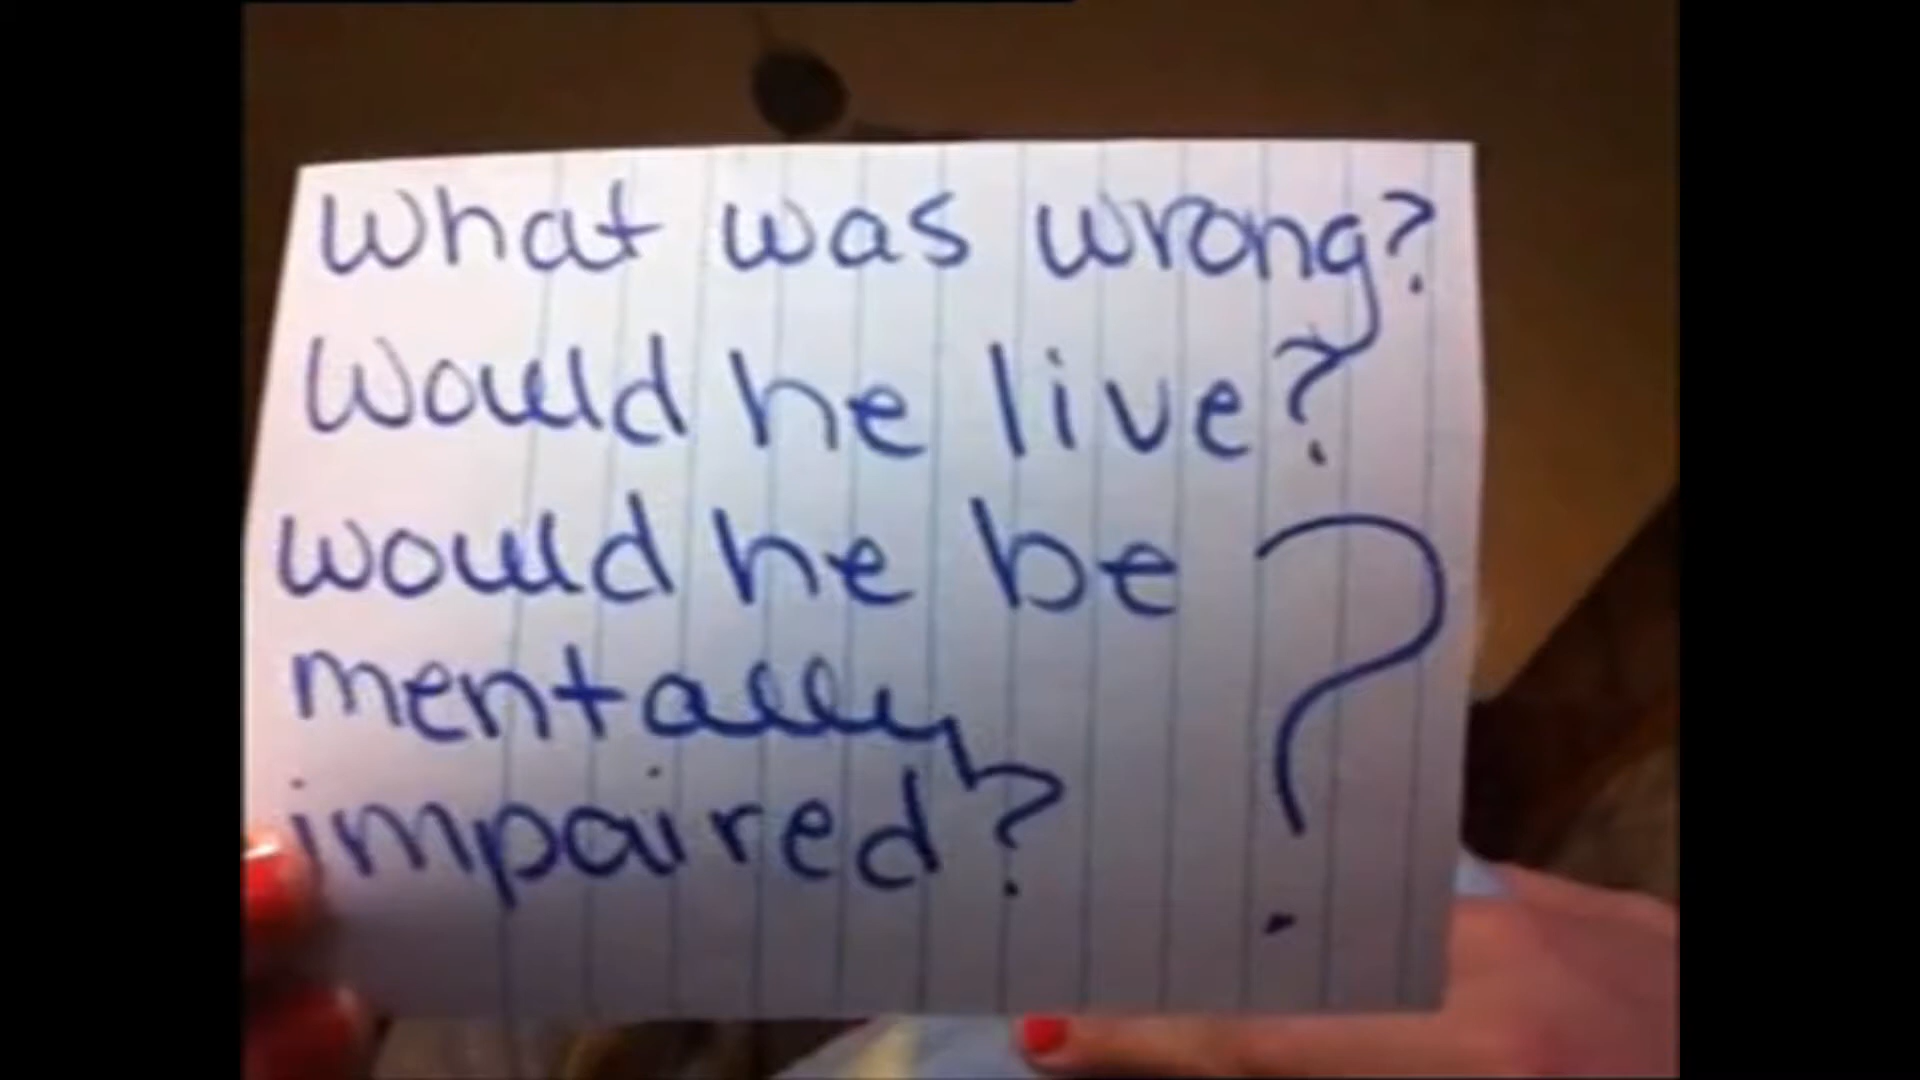 What was wrong?
Would he live?
would he be
mentally
impaired? ?